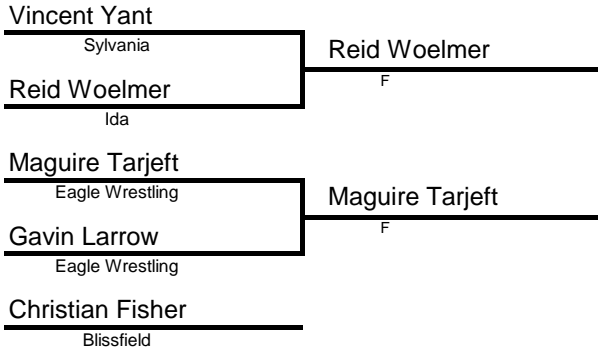 Vincent Yant
Sylvania
Reid Woelmer
F
Reid Woelmer
Ida
Maguire Tarjeft
Eagle Wrestling
Maguire Tarjeft
F
Gavin Larrow
Eagle Wrestling
Christian Fisher
Blissfield